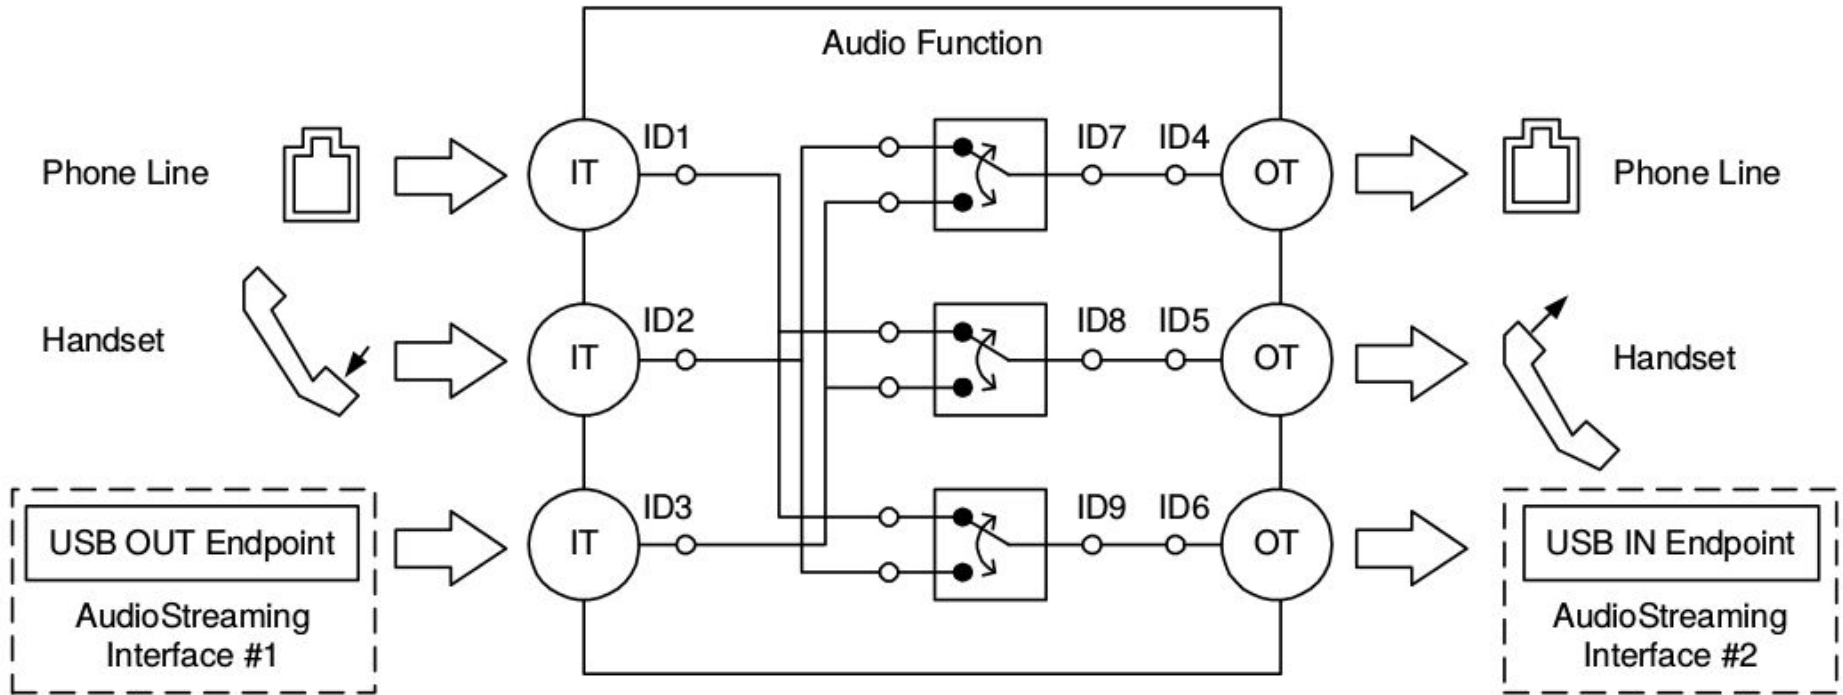 Audio Function
Phone Line
IT
ID1
ID7
ID4
OT
Phone Line
Handset
IT
ID2
ID8
ID5
OT
Handset
USB OUT Endpoint
AudioStreaming
Interface #1
IT
ID3
ID9
ID6
OT
USB IN Endpoint
AudioStreaming
Interface #2